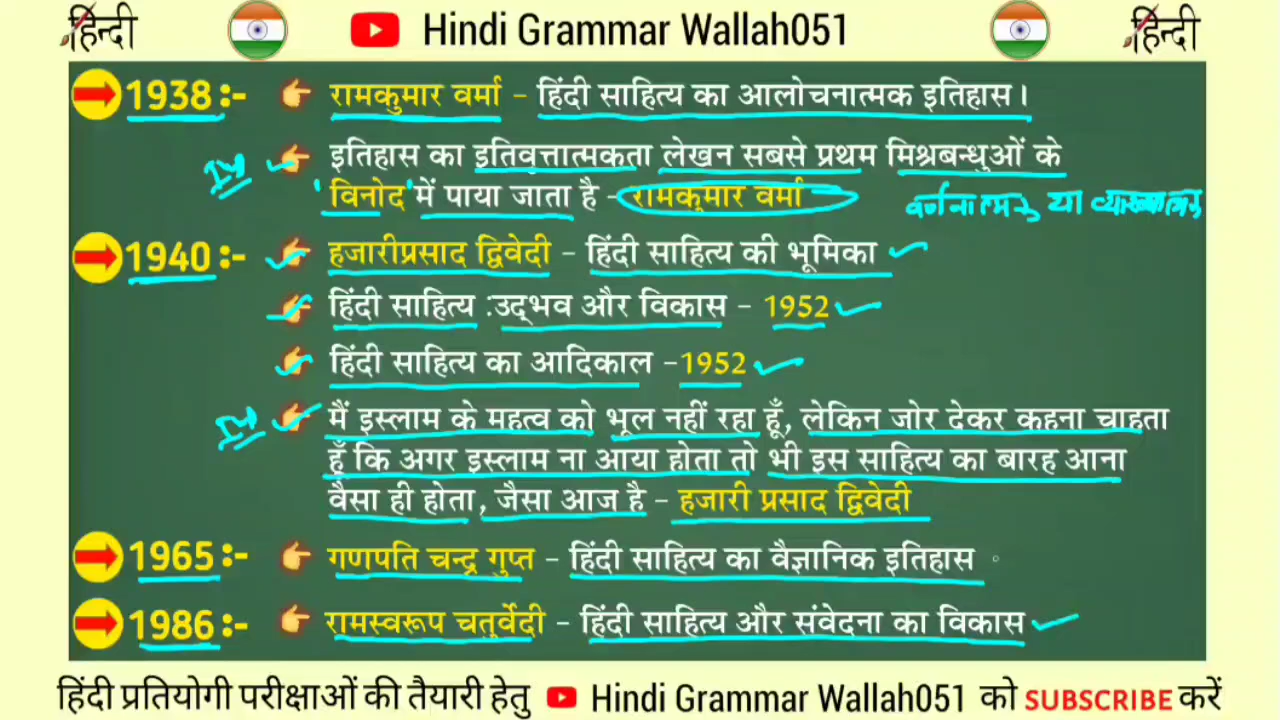 हिन्दी Hindi Grammar Wallah051 हिन्दी
1938 :- रामकुमार वर्मा - हिंदी साहित्य का आलोचनात्मक इतिहास।
Imp इतिहास का इतिवृत्तात्मकता लेखन सबसे प्रथम मिश्रबन्धुओं के
'विनोद' में पाया जाता है - रामकुमार वर्मा वर्णनात्मक या व्याख्यात्मक
1940 :- हजारीप्रसाद द्विवेदी - हिंदी साहित्य की भूमिका
हिंदी साहित्य :उद्भव और विकास - 1952
हिंदी साहित्य का आदिकाल -1952
Imp मैं इस्लाम के महत्व को भूल नहीं रहा हूँ, लेकिन जोर देकर कहना चाहता
हूँ कि अगर इस्लाम ना आया होता तो भी इस साहित्य का बारह आना
वैसा ही होता, जैसा आज है - हजारी प्रसाद द्विवेदी
1965 :- गणपति चन्द्र गुप्त - हिंदी साहित्य का वैज्ञानिक इतिहास
1986 :- रामस्वरूप चतुर्वेदी - हिंदी साहित्य और संवेदना का विकास
हिंदी प्रतियोगी परीक्षाओं की तैयारी हेतु Hindi Grammar Wallah051 को SUBSCRIBE करें